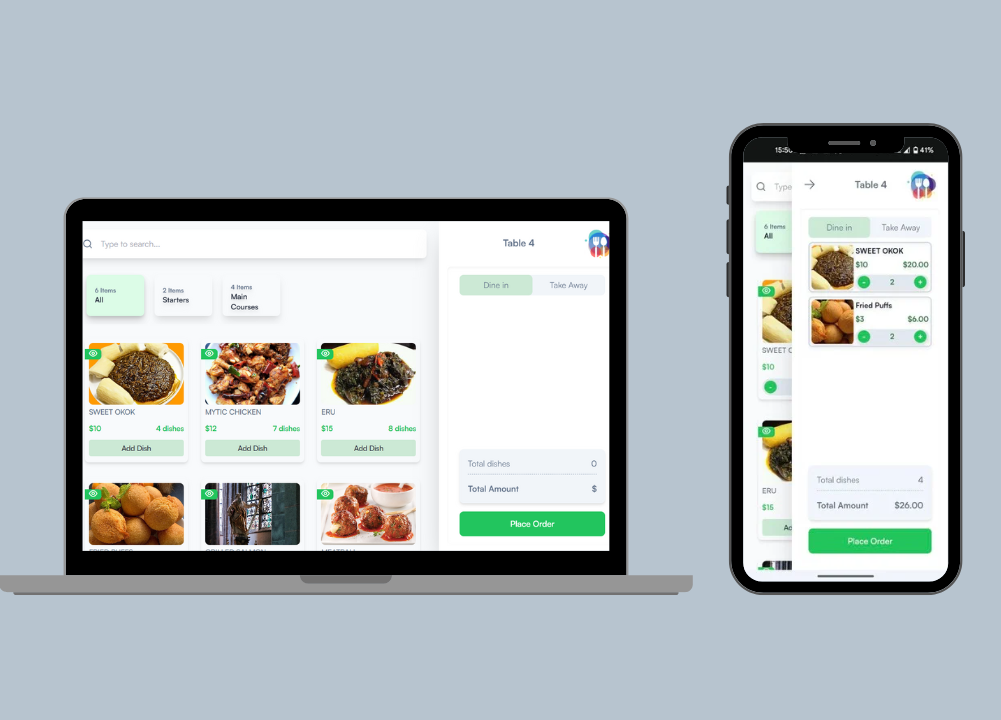 Type to search...
6 Items
All
2 Items
Starters
4 Items
Main
Courses
SWEET OKOK
$10
4 dishes
Add Dish
MYTIC CHICKEN
$12
7 dishes
Add Dish
ERU
$15
8 dishes
Add Dish
Table 4
Dine in
Take Away
Total dishes
0
Total Amount
$
Place Order
15:50
41%
Type
6 Items
All
SWEET O
$10
-
ERU
$15
Ad
Table 4
Dine in
Take Away
SWEET OKOK
$10
$20.00
- 2 +
Fried Puffs
$3
$6.00
- 2 +
Total dishes
4
Total Amount
$26.00
Place Order